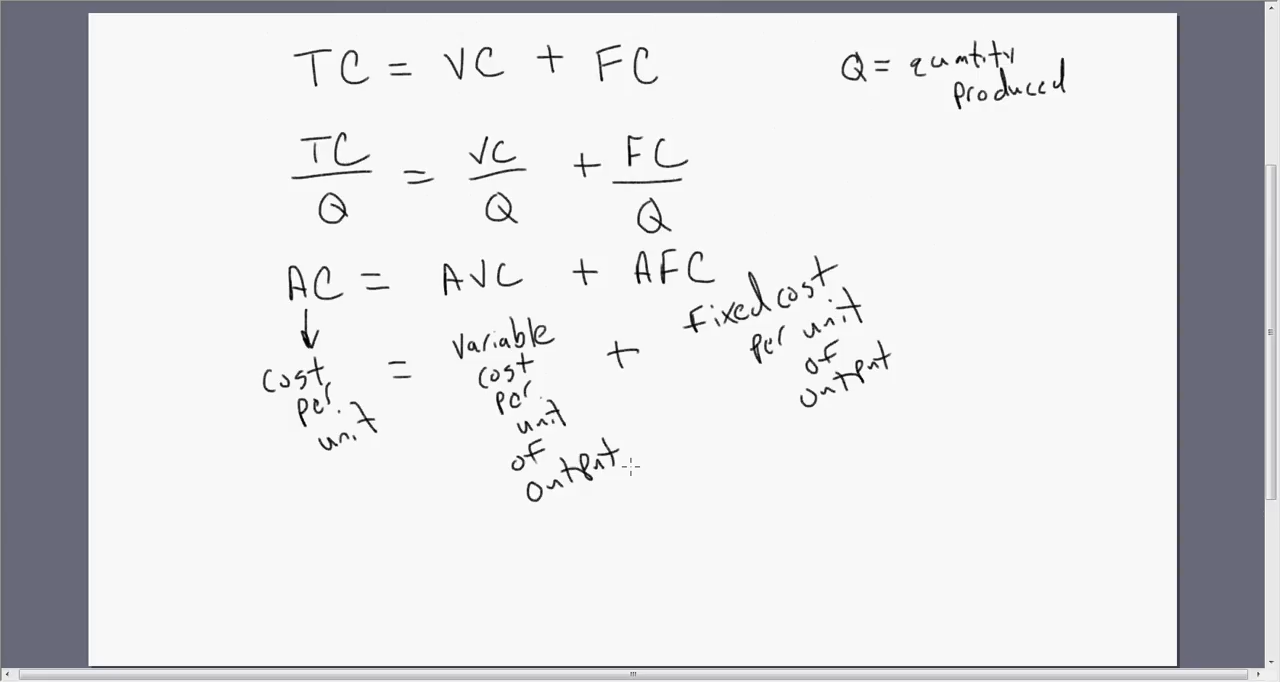 TC = VC + FC
Q = quantity
produced
TC/Q = VC/Q + FC/Q
AC = AVC + AFC
cost
per
unit
=
Variable
cost
per
unit
of
output
+
Fixed cost
per unit
of
output